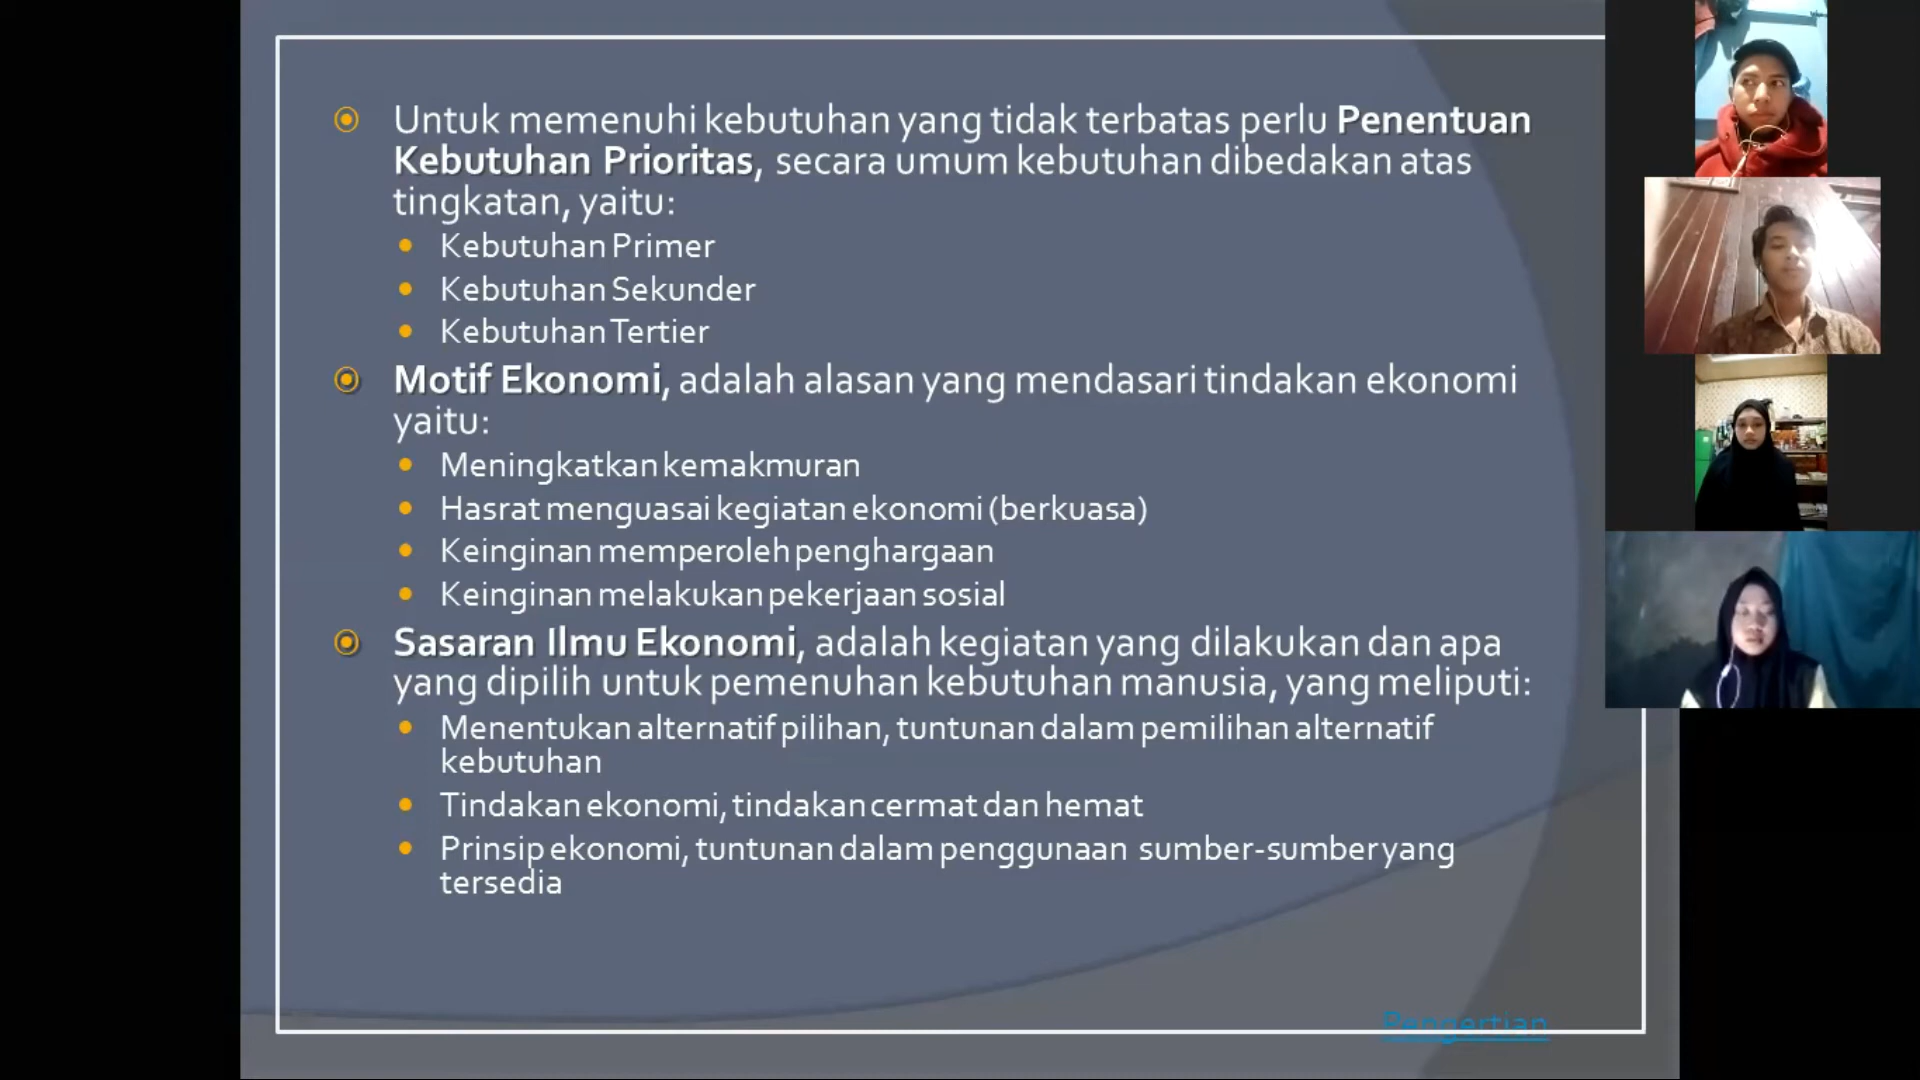 Untuk memenuhi kebutuhan yang tidak terbatas perlu Penentuan
Kebutuhan Prioritas, secara umum kebutuhan dibedakan atas
tingkatan, yaitu:
Kebutuhan Primer
Kebutuhan Sekunder
Kebutuhan Tertier
Motif Ekonomi, adalah alasan yang mendasari tindakan ekonomi
yaitu:
Meningkatkan kemakmuran
Hasrat menguasai kegiatan ekonomi (berkuasa)
Keinginan memperoleh penghargaan
Keinginan melakukan pekerjaan sosial
Sasaran Ilmu Ekonomi, adalah kegiatan yang dilakukan dan apa
yang dipilih untuk pemenuhan kebutuhan manusia, yang meliputi:
Menentukan alternatif pilihan, tuntunan dalam pemilihan alternatif
kebutuhan
Tindakan ekonomi, tindakan cermat dan hemat
Prinsip ekonomi, tuntunan dalam penggunaan sumber-sumber yang
tersedia
Pengertian